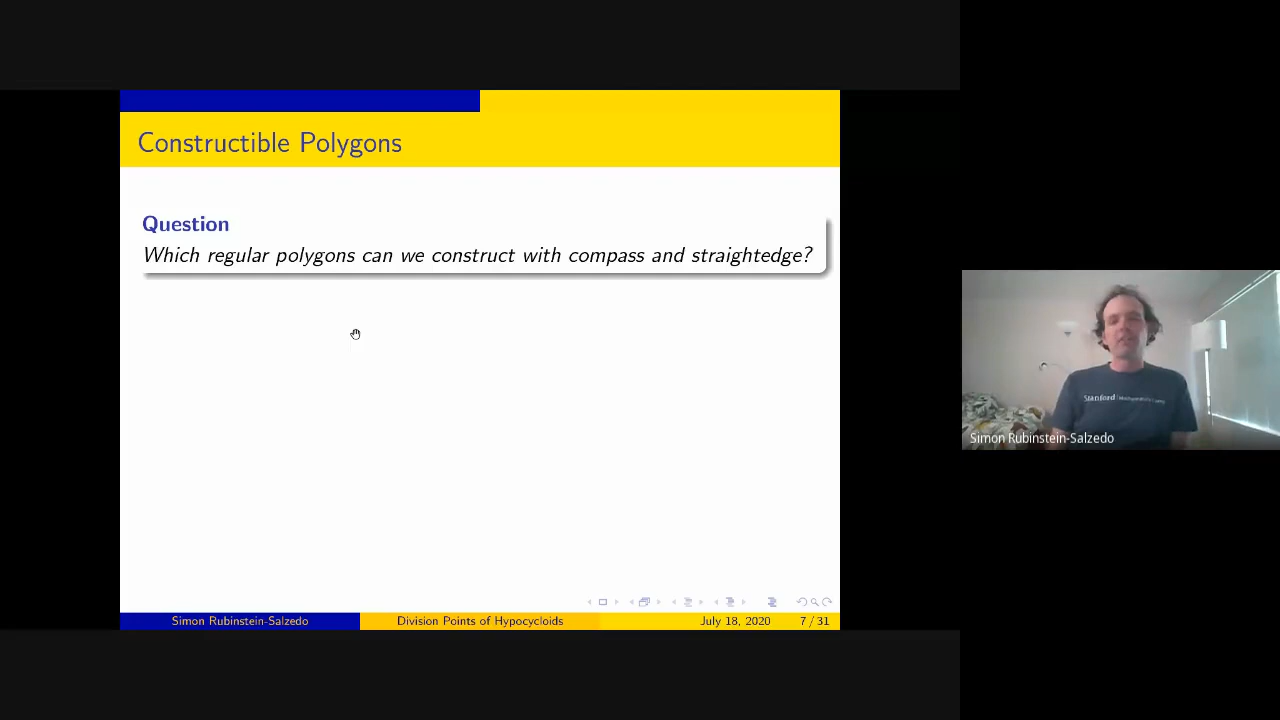 Constructible Polygons
Question
Which regular polygons can we construct with compass and straightedge?
Simon Rubinstein-Salzedo
Division Points of Hypocycloids
July 18, 2020
7 / 31
Stanford
Simon Rubinstein-Salzedo